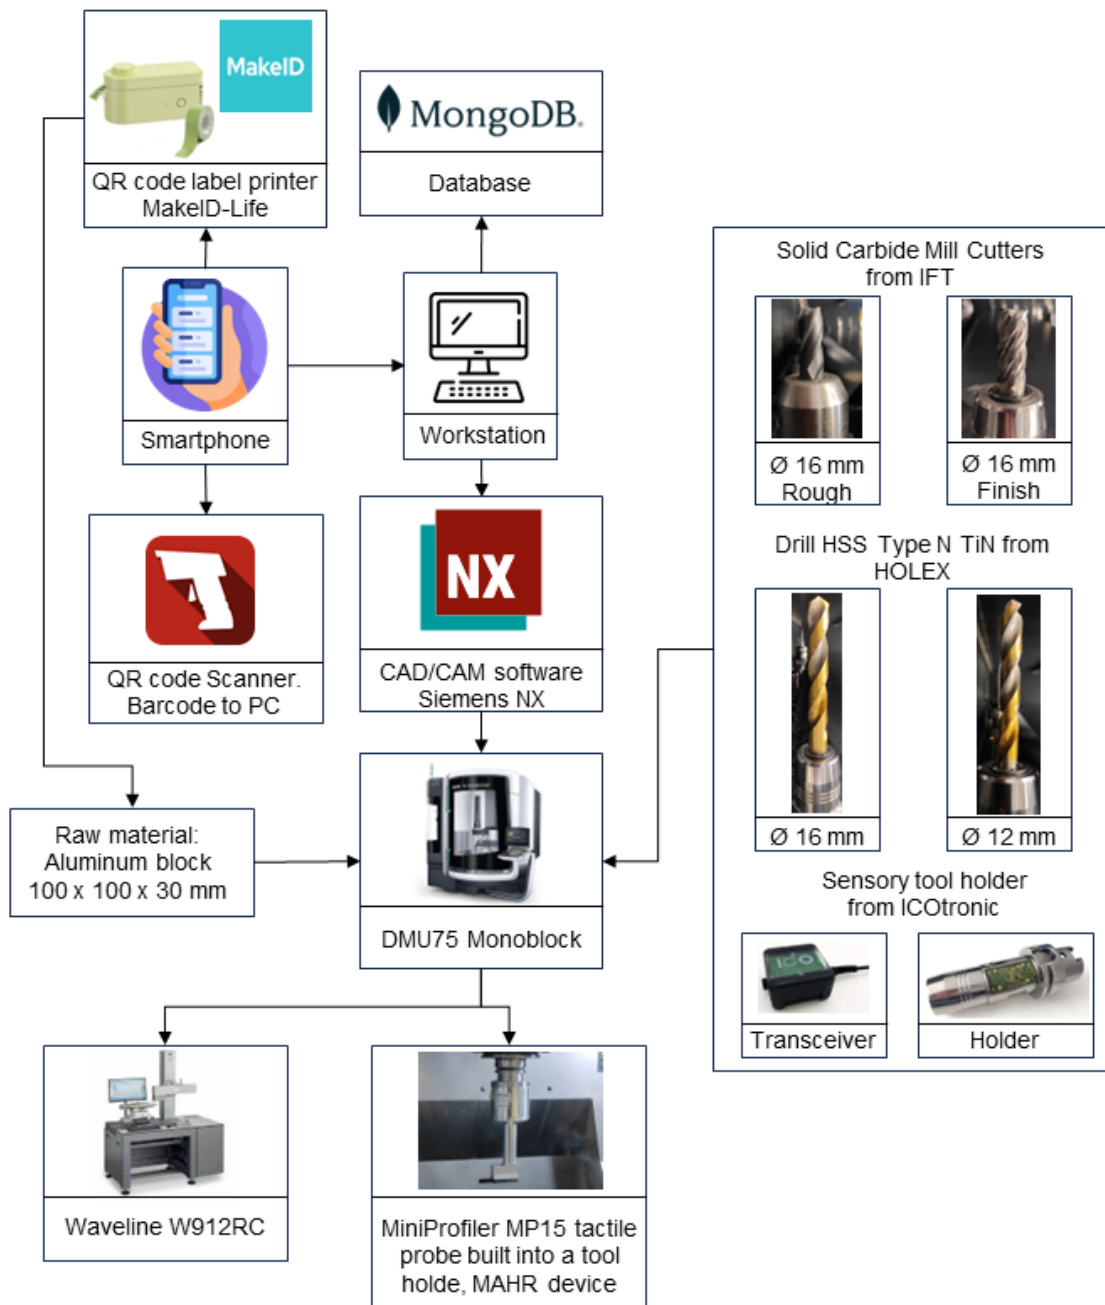 MakeID
QR code label printer
MakeID-Life
MongoDB.
Database
Smartphone
Workstation
QR code Scanner.
Barcode to PC
NX
CAD/CAM software
Siemens NX
Raw material:
Aluminum block
100 x 100 x 30 mm
DMU75 Monoblock
Waveline W912RC
MiniProfiler MP15 tactile
probe built into a tool
holde, MAHR device
Solid Carbide Mill Cutters
from IFT
Ø 16 mm
Rough
Ø 16 mm
Finish
Drill HSS Type N TiN from
HOLEX
Ø 16 mm
Ø 12 mm
Sensory tool holder
from ICOtronic
Transceiver
Holder